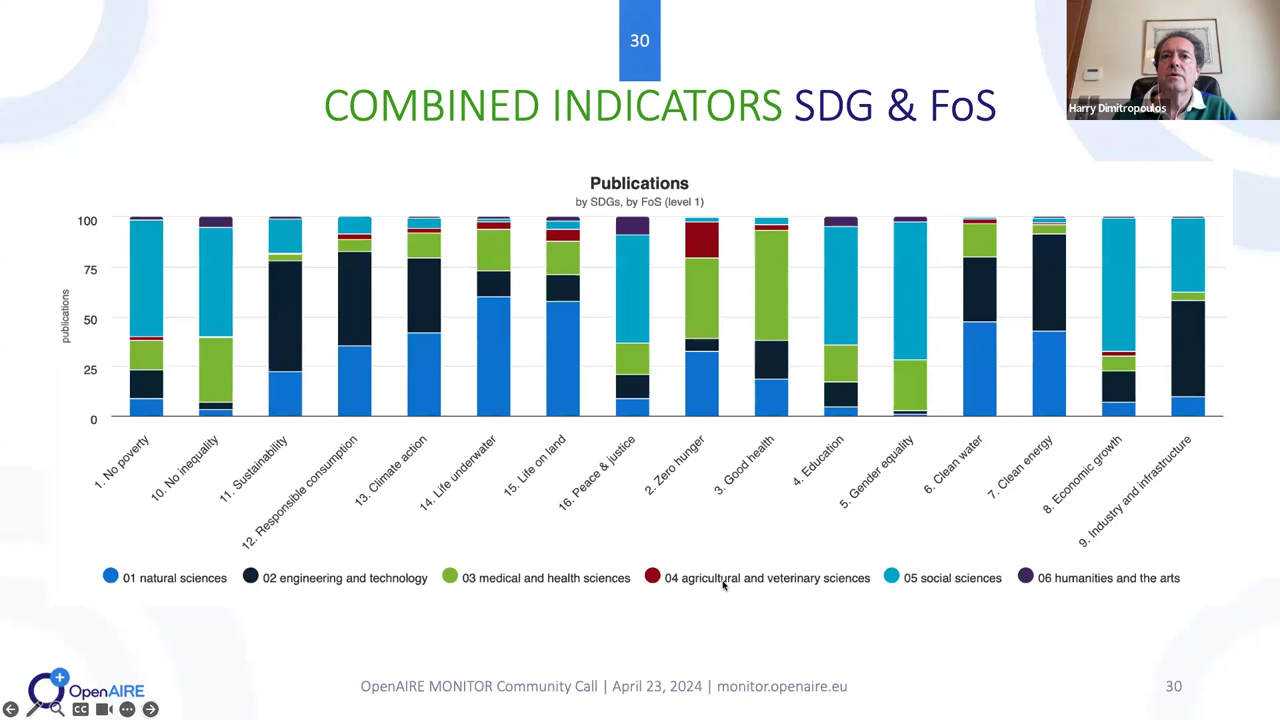 30
COMBINED INDICATORS SDG & FoS
Harry Dimitropoulos
Publications
by SDGs, by FoS (level 1)
publications
100
75
50
25
0
1. No poverty
10. No inequality
11. Sustainability
12. Responsible consumption
13. Climate action
14. Life underwater
15. Life on land
16. Peace & justice
2. Zero hunger
3. Good health
4. Education
5. Gender equality
6. Clean water
7. Clean energy
8. Economic growth
9. Industry and infrastructure
01 natural sciences 02 engineering and technology 03 medical and health sciences 04 agricultural and veterinary sciences 05 social sciences 06 humanities and the arts
OpenAIRE
OpenAIRE MONITOR Community Call | April 23, 2024 | monitor.openaire.eu
30
CC